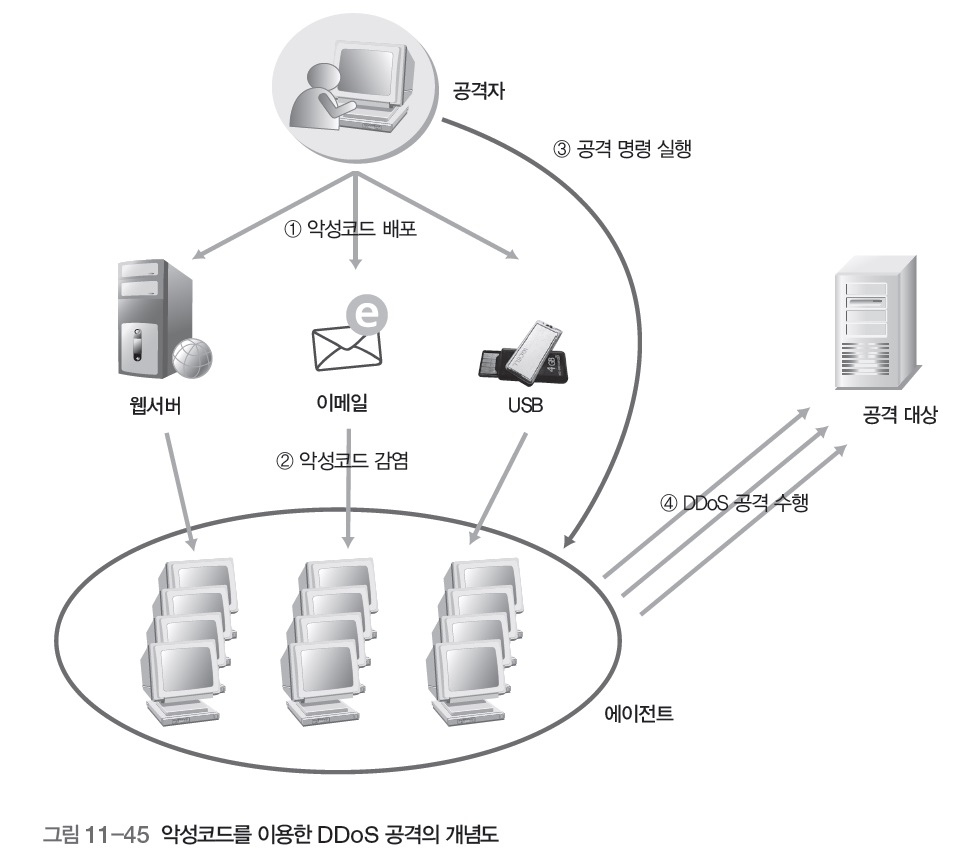 공격자
③ 공격 명령 실행
① 악성코드 배포
e
4 GB
웹서버
이메일
USB
공격 대상
② 악성코드 감염
④ DDoS 공격 수행
에이전트
그림 11-45 악성코드를 이용한 DDoS 공격의 개념도